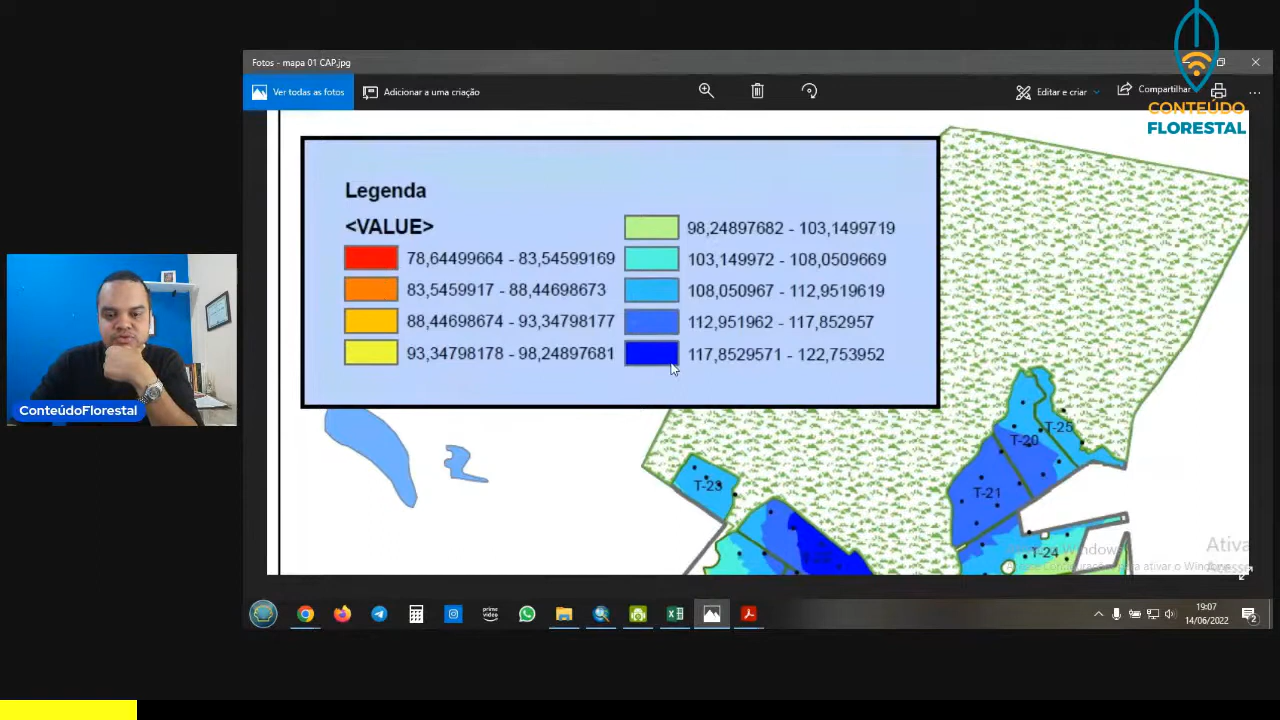 CONTEÚDO
FLORESTAL
Fotos - mapa 01 CAP.jpg
Ver todas as fotos
Adicionar a uma criação
Editar e criar
Compartilhar
Legenda
<VALUE>
78,64499664 - 83,54599169
83,5459917 - 88,44698673
88,44698674 - 93,34798177
93,34798178 - 98,24897681
98,24897682 - 103,1499719
103,149972 - 108,0509669
108,050967 - 112,9519619
112,951962 - 117,852957
117,8529571 - 122,753952
T-25
T-20
T-23
T-21
T-24
ConteúdoFlorestal
prime video
19:07
14/06/2022
2